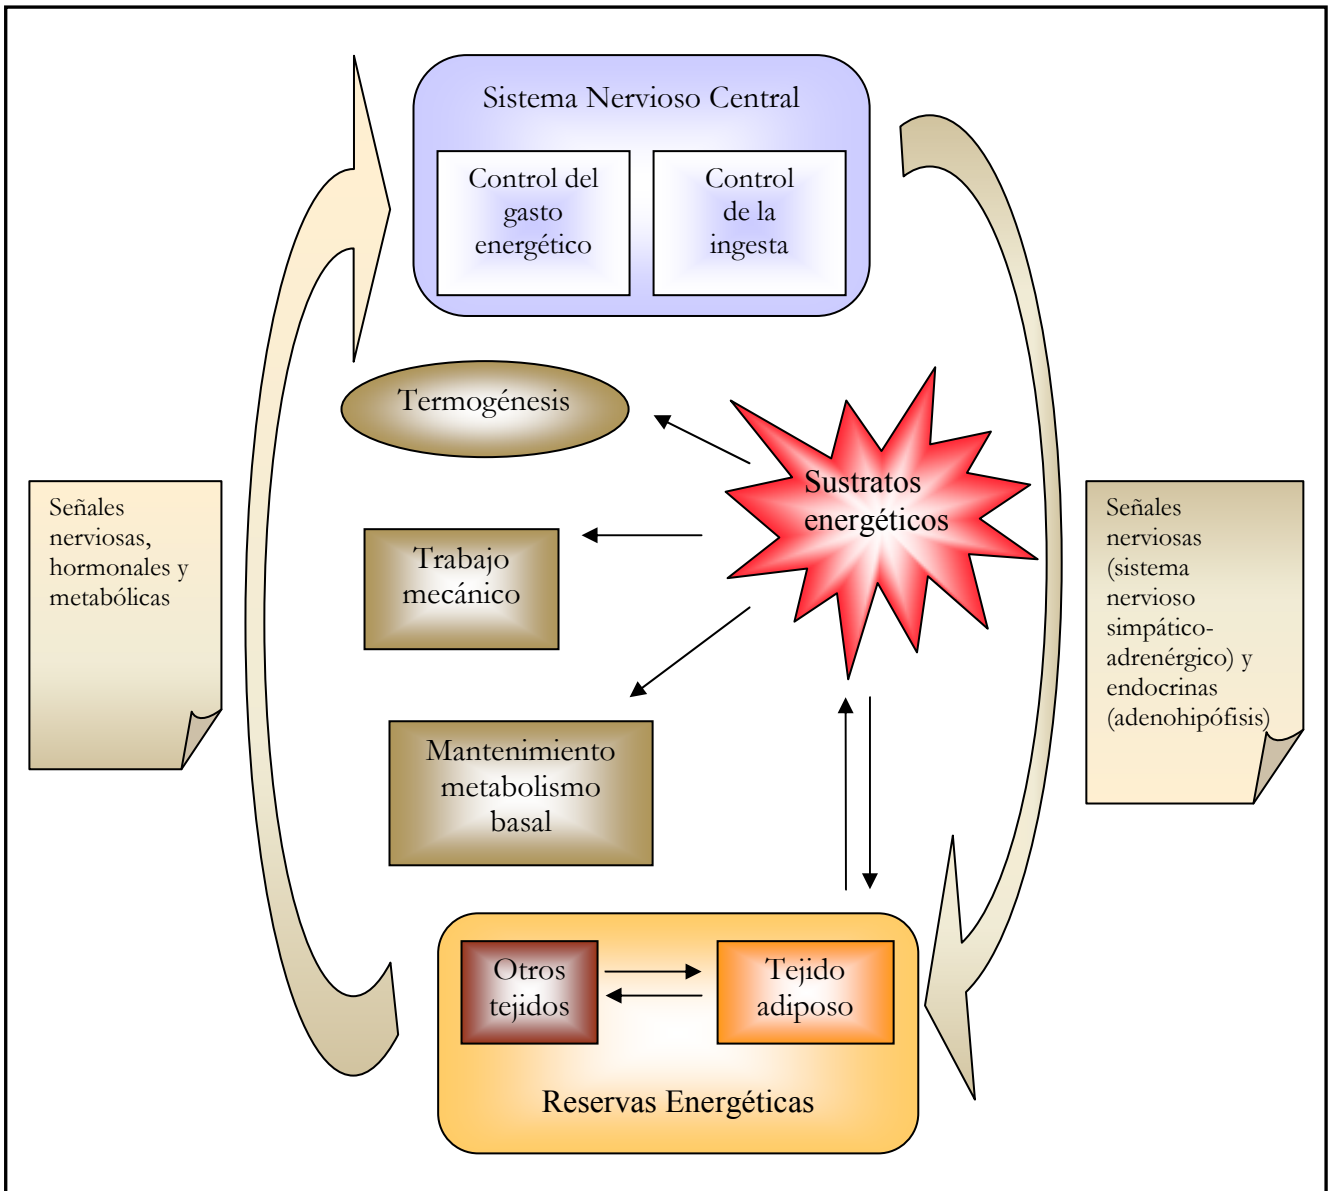 Sistema Nervioso Central
Control del
gasto
energético
Control
de la
ingesta
Termogénesis
Sustratos
energéticos
Señales
nerviosas,
hormonales y
metabólicas
Trabajo
mecánico
Señales
nerviosas
(sistema
nervioso
simpático-
adrenérgico) y
endocrinas
(adenohipófisis)
Mantenimiento
metabolismo
basal
Otros
tejidos
Tejido
adiposo
Reservas Energéticas